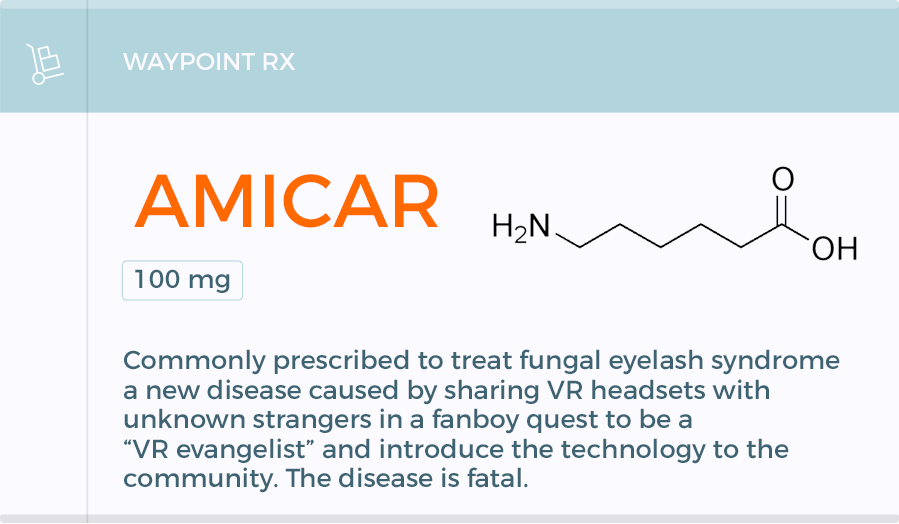 WAYPOINT RX
AMICAR
100 mg
H₂N
O
OH
Commonly prescribed to treat fungal eyelash syndrome
a new disease caused by sharing VR headsets with
unknown strangers in a fanboy quest to be a
“VR evangelist” and introduce the technology to the
community. The disease is fatal.